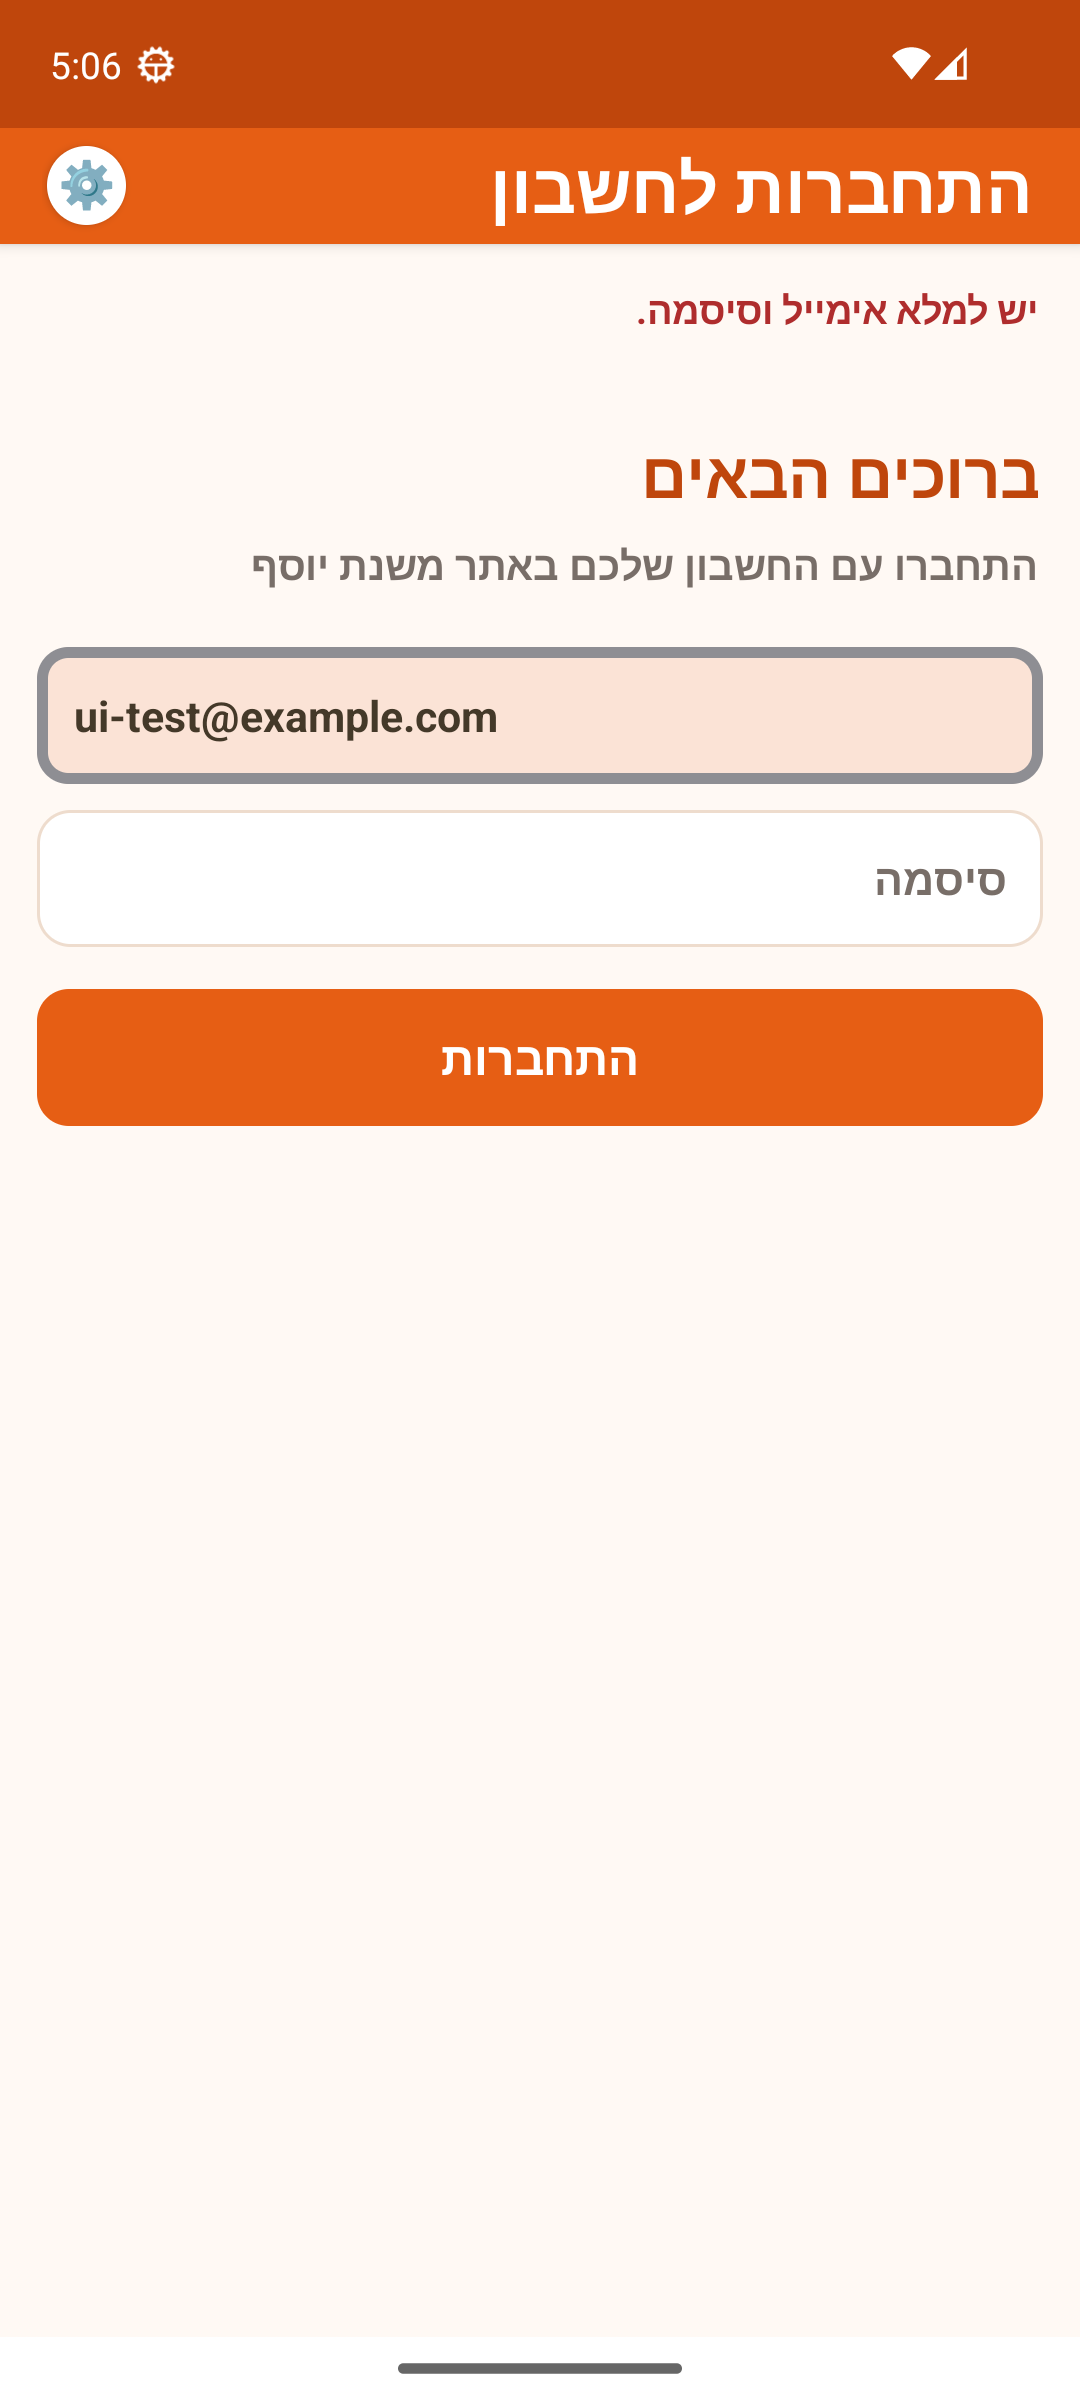 5:06
התחברות לחשבון
יש למלא אימייל וסיסמה.
ברוכים הבאים
התחברו עם החשבון שלכם באתר משנת יוסף
ui-test@example.com
סיסמה
התחברות